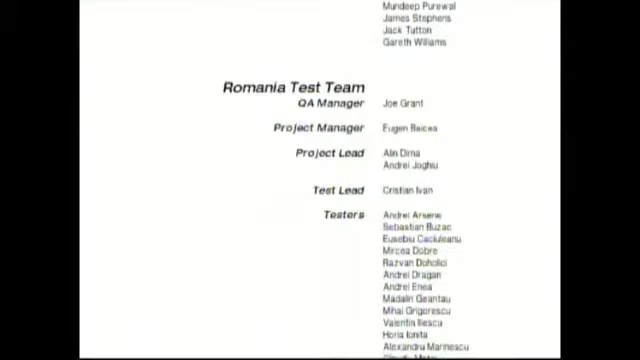 Mundeep Purewal
James Stephens
Jack Tutton
Gareth Williams
Romania Test Team
QA Manager Joe Grant
Project Manager Eugen Balcea
Project Lead Alin Dima
Andrei Joghiu
Test Lead Cristian Ivan
Testers Andrei Arsene
Sebastian Buzac
Eusebiu Caciuleanu
Mircea Dobre
Razvan Doholici
Andrei Dragan
Andrei Enea
Madalin Geantau
Mihai Grigorescu
Valentin Iliescu
Horia Ionita
Alexandru Marinescu